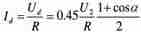 I_d = U_d/R = 0.45 U_2/R (1+cosα)/2